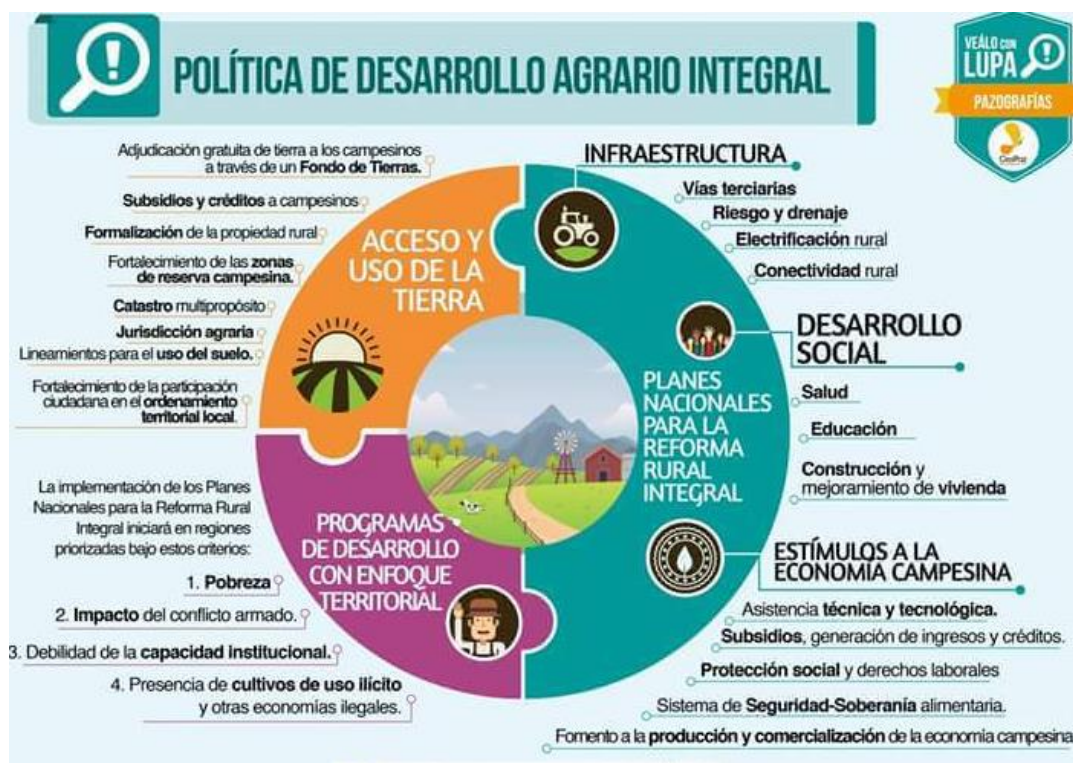 POLÍTICA DE DESARROLLO AGRARIO INTEGRAL
VEÁLO CON
LUPA
PAZOGRAFÍAS
Adjudicación gratuita de tierra a los campesinos
a través de un Fondo de Tierras.
Subsidios y créditos a campesinos
Formalización de la propiedad rural
Fortalecimiento de las zonas
de reserva campesina.
Catastro multipropósito
Jurisdicción agraria
Lineamientos para el uso del suelo.
Fortalecimiento de la participación
ciudadana en el ordenamiento
territorial local.
ACCESO Y
USO DE LA
TIERRA
INFRAESTRUCTURA
Vías terciarias
Riesgo y drenaje
Electrificación rural
Conectividad rural
DESARROLLO
SOCIAL
Salud
Educación
Construcción y
mejoramiento de vivienda
PLANES
NACIONALES
PARA LA
REFORMA
RURAL
INTEGRAL
ESTÍMULOS A LA
ECONOMIA CAMPESINA
Asistencia técnica y tecnológica.
Subsidios, generación de ingresos y créditos.
Protección social y derechos laborales
Sistema de Seguridad-Soberanía alimentaria.
Fomento a la producción y comercialización de la economía campesina
La implementación de los Planes
Nacionales para la Reforma Rural
Integral iniciará en regiones
priorizadas bajo estos criterios:
1. Pobreza
2. Impacto del conflicto armado.
3. Debilidad de la capacidad institucional.
4. Presencia de cultivos de uso ilícito
y otras economías ilegales.
PROGRAMAS
DE DESARROLLO
CON ENFOQUE
TERRITORIAL